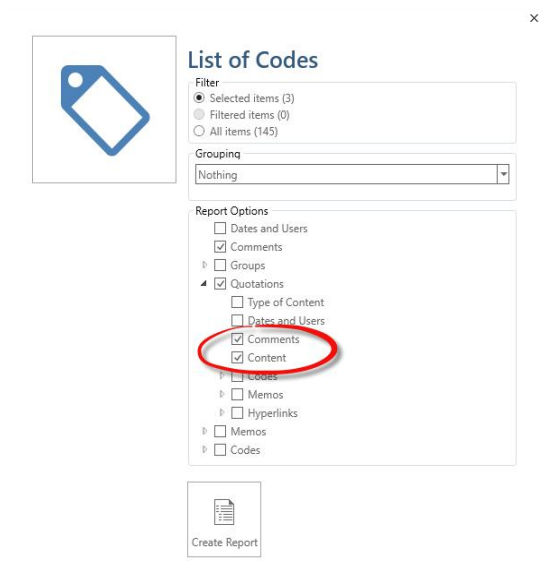 List of Codes
Filter
Selected items (3)
Filtered items (0)
All items (145)
Grouping
Nothing
Report Options
Dates and Users
Comments
Groups
Quotations
Type of Content
Dates and Users
Comments
Content
Codes
Memos
Hyperlinks
Memos
Codes
Create Report